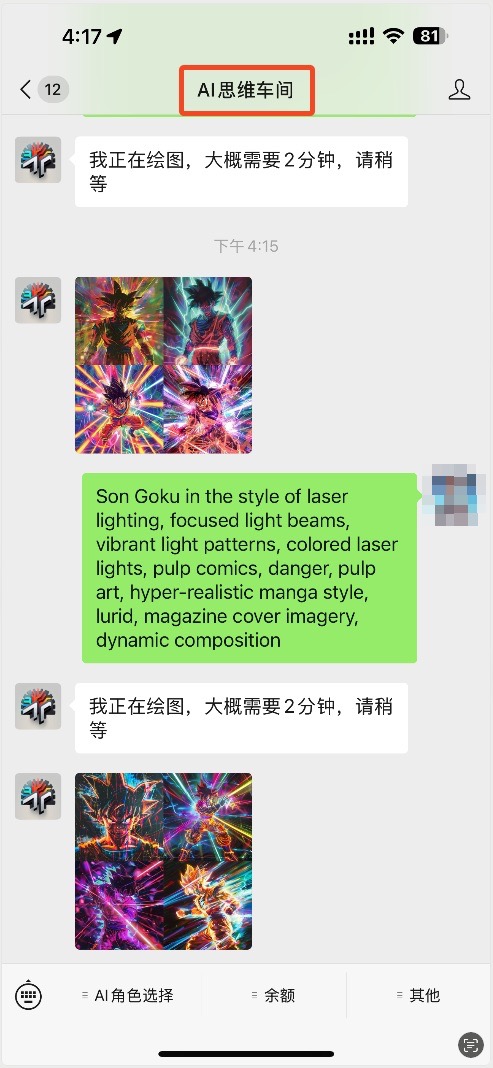 4:17
81
12
AI思维车间
我正在绘图，大概需要2分钟，请稍
等
下午4:15
Son Goku in the style of laser
lighting, focused light beams,
vibrant light patterns, colored laser
lights, pulp comics, danger, pulp
art, hyper-realistic manga style,
lurid, magazine cover imagery,
dynamic composition
我正在绘图，大概需要2分钟，请稍
等
AI角色选择
余额
其他